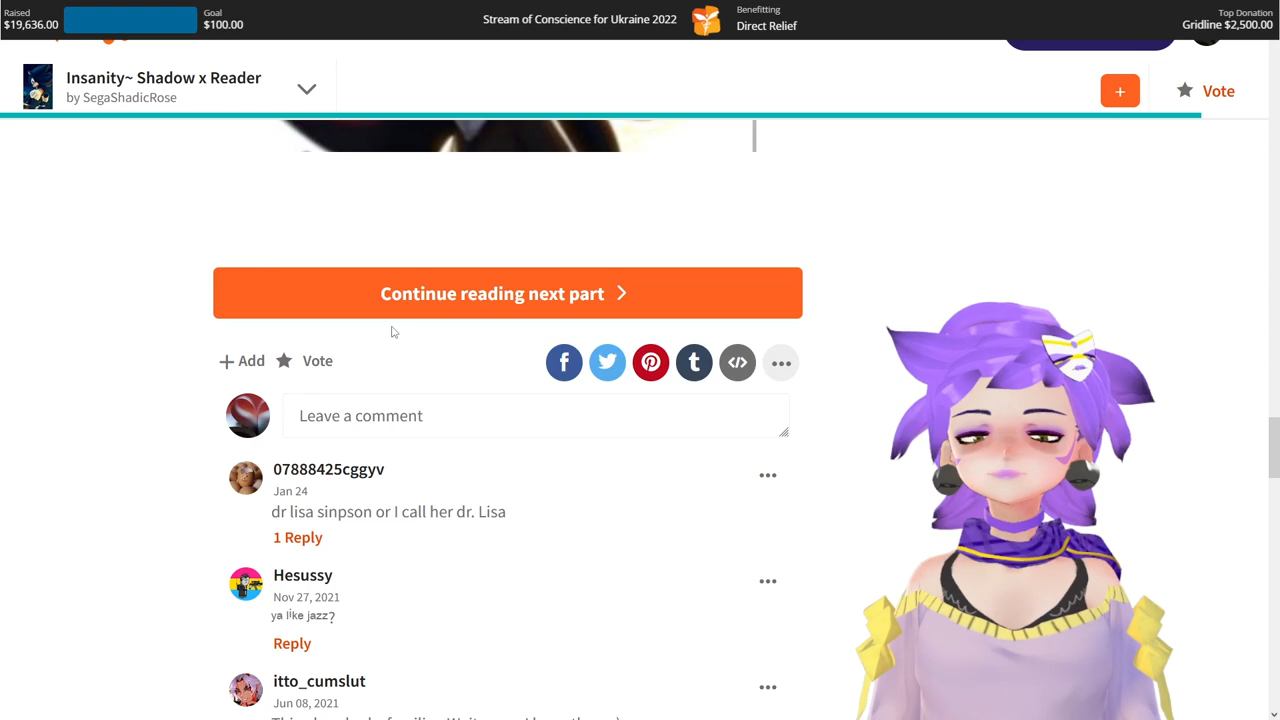 Raised
$19,636.00
Goal
$100.00
Stream of Conscience for Ukraine 2022
Benefitting
Direct Relief
Top Donation
Gridline $2,500.00
Insanity~ Shadow x Reader
by SegaShadicRose
+
Vote
Continue reading next part
+ Add
Vote
f
t
Leave a comment
07888425cggyv
Jan 24
dr lisa sinpson or I call her dr. Lisa
1 Reply
Hesussy
Nov 27, 2021
ya like jazz?
Reply
itto_cumslut
Jun 08, 2021